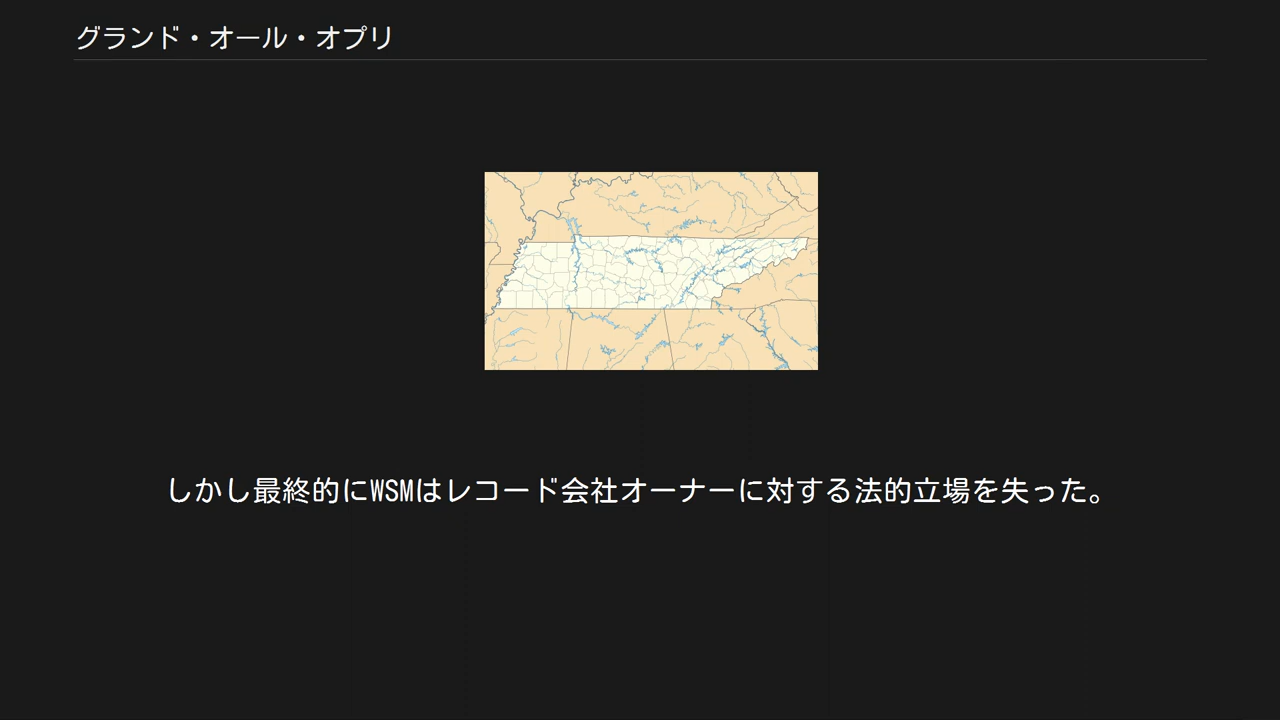 グランド・オール・オプリ
しかし最終的にWSMはレコード会社オーナーに対する法的立場を失った。